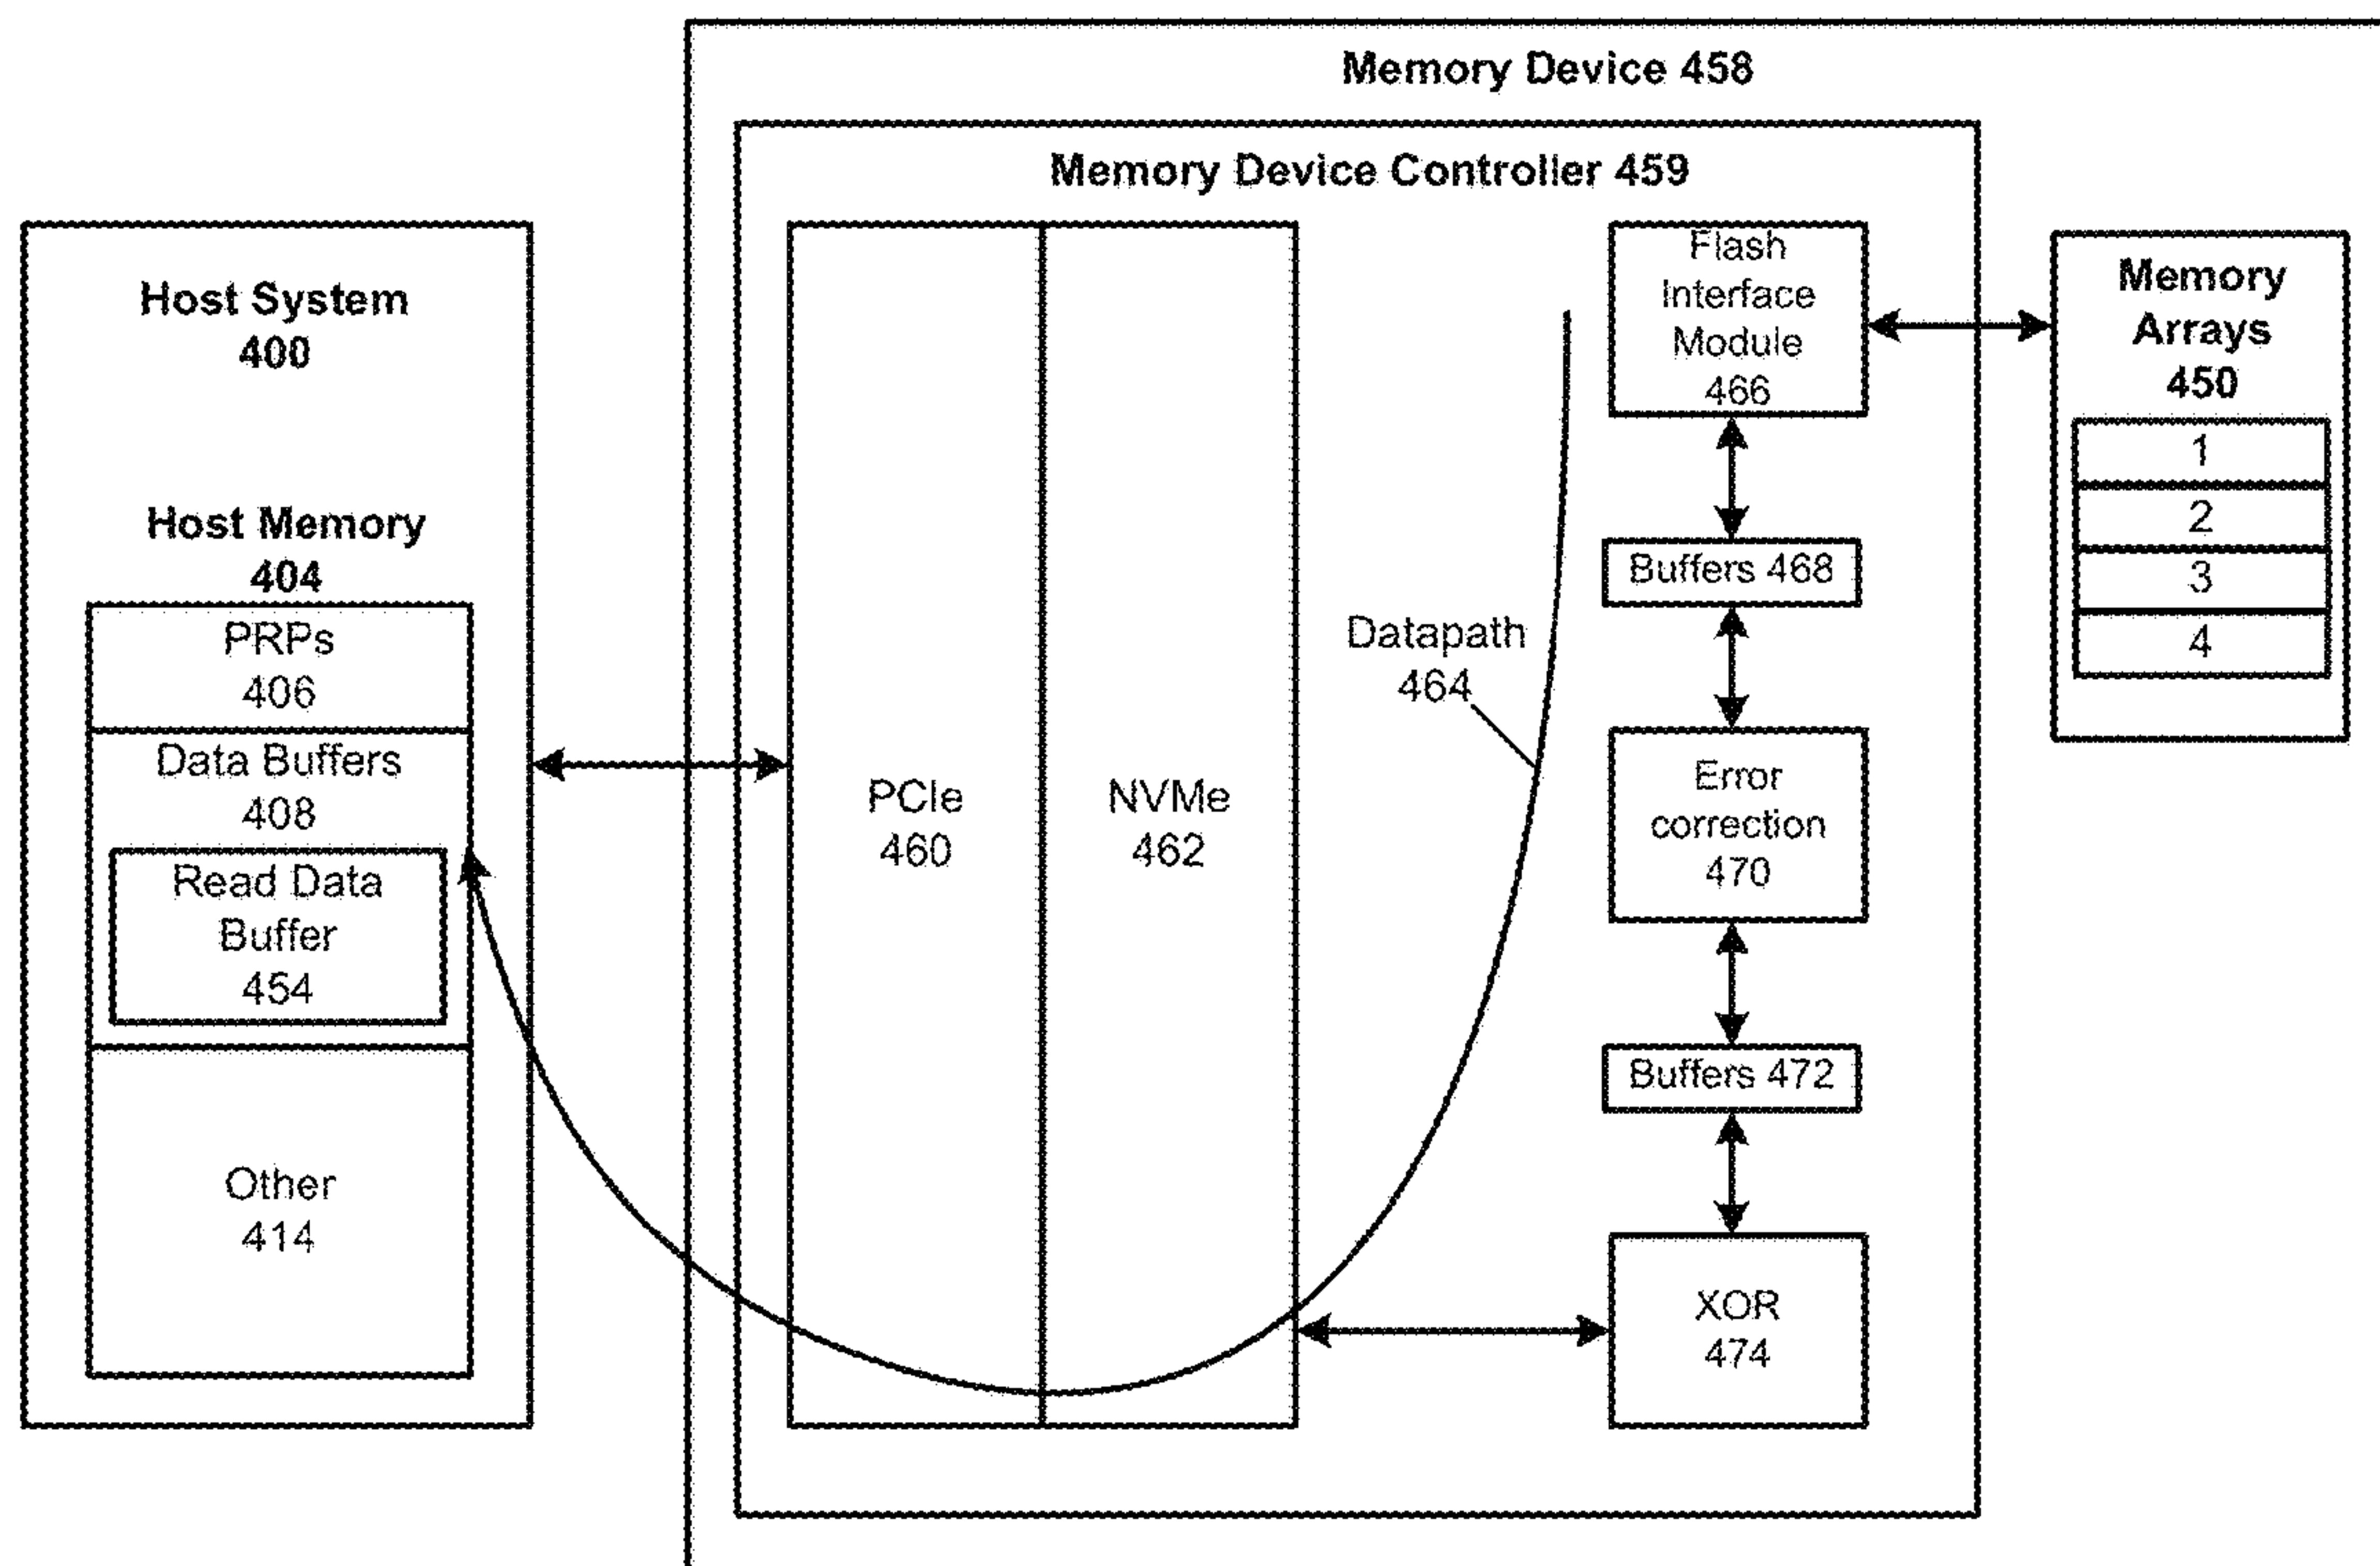 Memory Device 458
Memory Device Controller 459
Host System
400
Host Memory
404
PRPs
406
Data Buffers
408
Read Data
Buffer
454
Other
414
PCIe
460
NVMe
462
Datapath
464
Flash
Interface
Module
466
Buffers 468
Error
correction
470
Buffers 472
XOR
474
Memory
Arrays
450
1
2
3
4